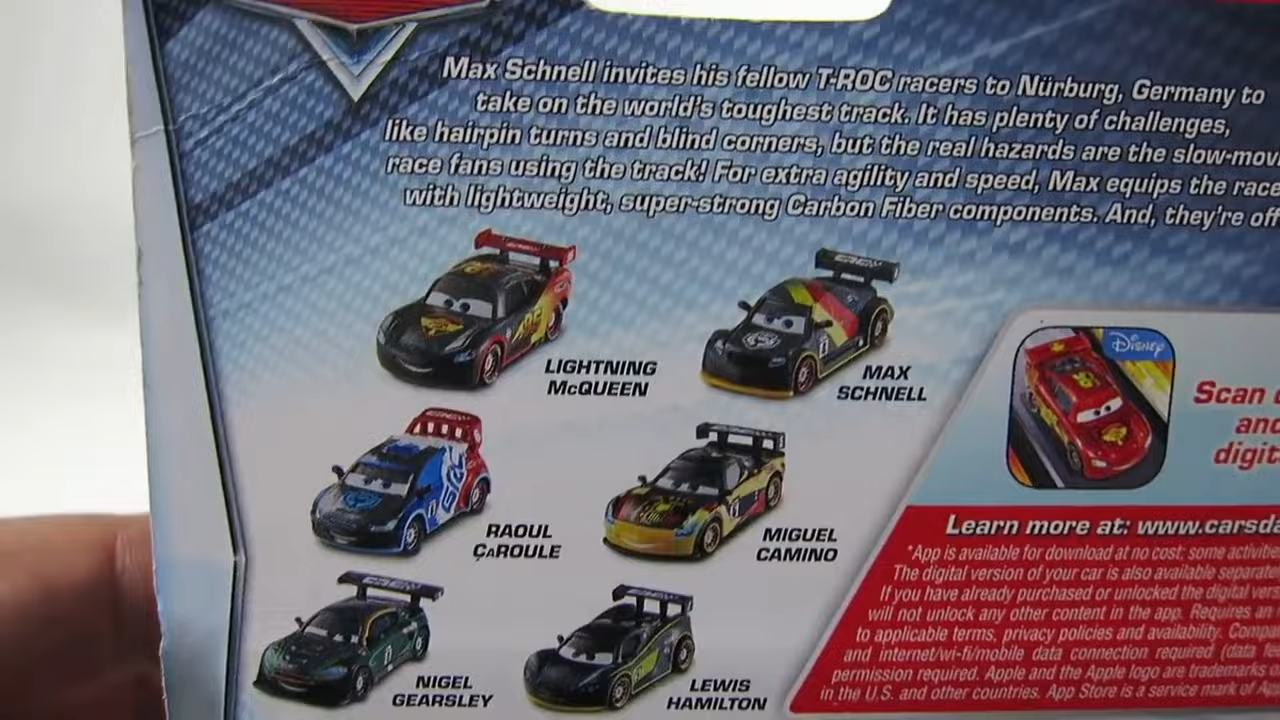 Max Schnell invites his fellow T-ROC racers to Nürburg, Germany to
take on the world's toughest track. It has plenty of challenges,
like hairpin turns and blind corners, but the real hazards are the slow-mov
race fans using the track! For extra agility and speed, Max equips the race
with lightweight, super-strong Carbon Fiber components. And, they're off
LIGHTNING
McQUEEN
MAX
SCHNELL
RAOUL
ÇAROULE
MIGUEL
CAMINO
NIGEL
GEARSLEY
LEWIS
HAMILTON
DISNEY
Scan
and
digit
Learn more at: www.carsda
*App is available for download at no cost; some activitie
The digital version of your car is also available separate
If you have already purchased or unlocked the digital vers
will not unlock any other content in the app. Requires an
to applicable terms, privacy policies and availability. Compa
and internet/wi-fi/mobile data connection required (data fee
permission required. Apple and the Apple logo are trademarks o
in the U.S. and other countries. App Store is a service mark of App